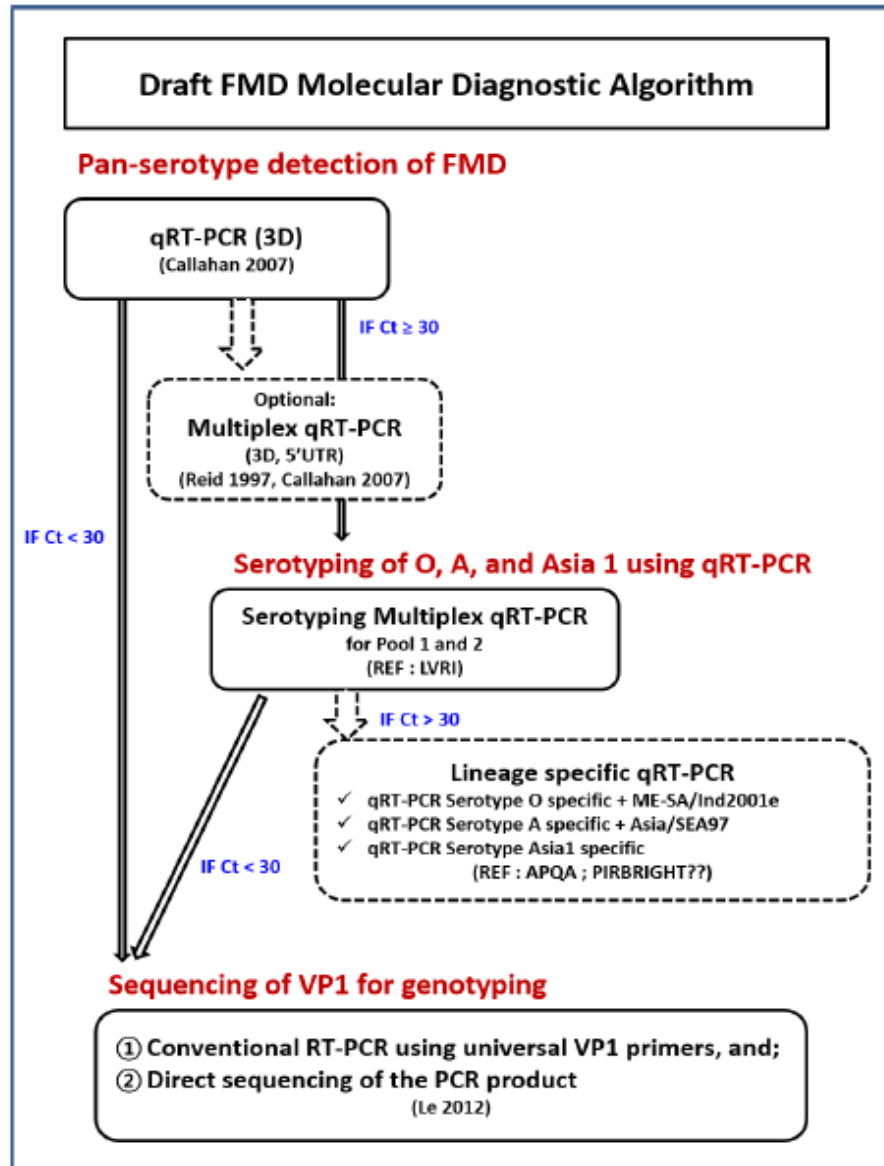 Draft FMD Molecular Diagnostic Algorithm
Pan-serotype detection of FMD
qRT-PCR (3D)
(Callahan 2007)
IF Ct ≥ 30
Optional:
Multiplex qRT-PCR
(3D, 5'UTR)
(Reid 1997, Callahan 2007)
IF Ct < 30
Serotyping of O, A, and Asia 1 using qRT-PCR
Serotyping Multiplex qRT-PCR
for Pool 1 and 2
(REF : LVRI)
IF Ct > 30
Lineage specific qRT-PCR
✓ qRT-PCR Serotype O specific + ME-SA/Ind2001e
✓ qRT-PCR Serotype A specific + Asia/SEA97
✓ qRT-PCR Serotype Asia1 specific
(REF : APQA ; PIRBRIGHT??)
IF Ct < 30
Sequencing of VP1 for genotyping
① Conventional RT-PCR using universal VP1 primers, and;
② Direct sequencing of the PCR product
(Le 2012)